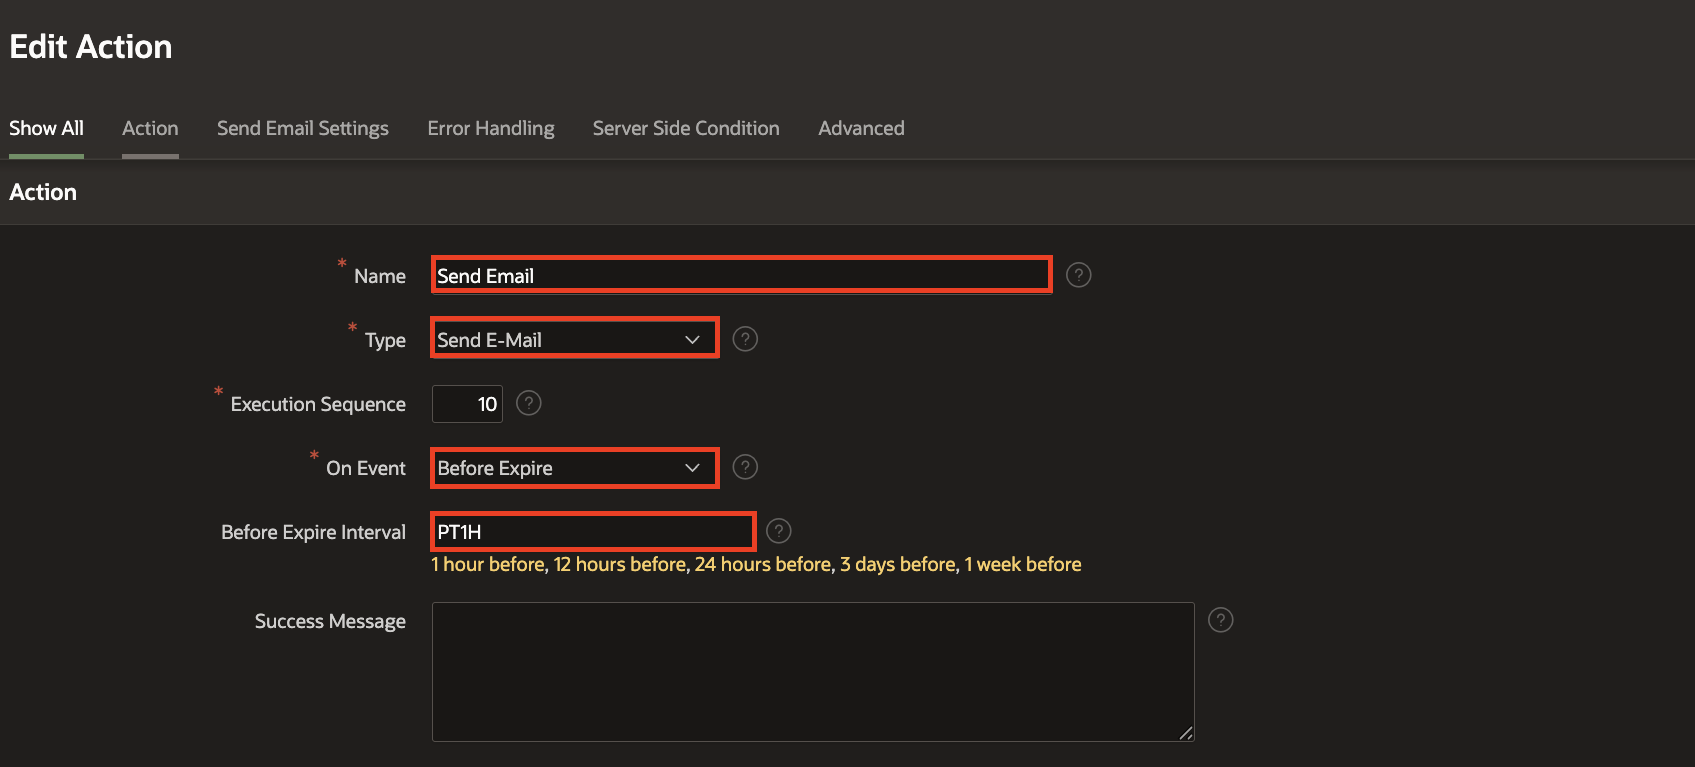 Edit Action
Show All Action Send Email Settings Error Handling Server Side Condition Advanced
Action
* Name Send Email ?
* Type Send E-Mail ?
* Execution Sequence 10 ?
* On Event Before Expire ?
Before Expire Interval PT1H ?
1 hour before, 12 hours before, 24 hours before, 3 days before, 1 week before
Success Message ?